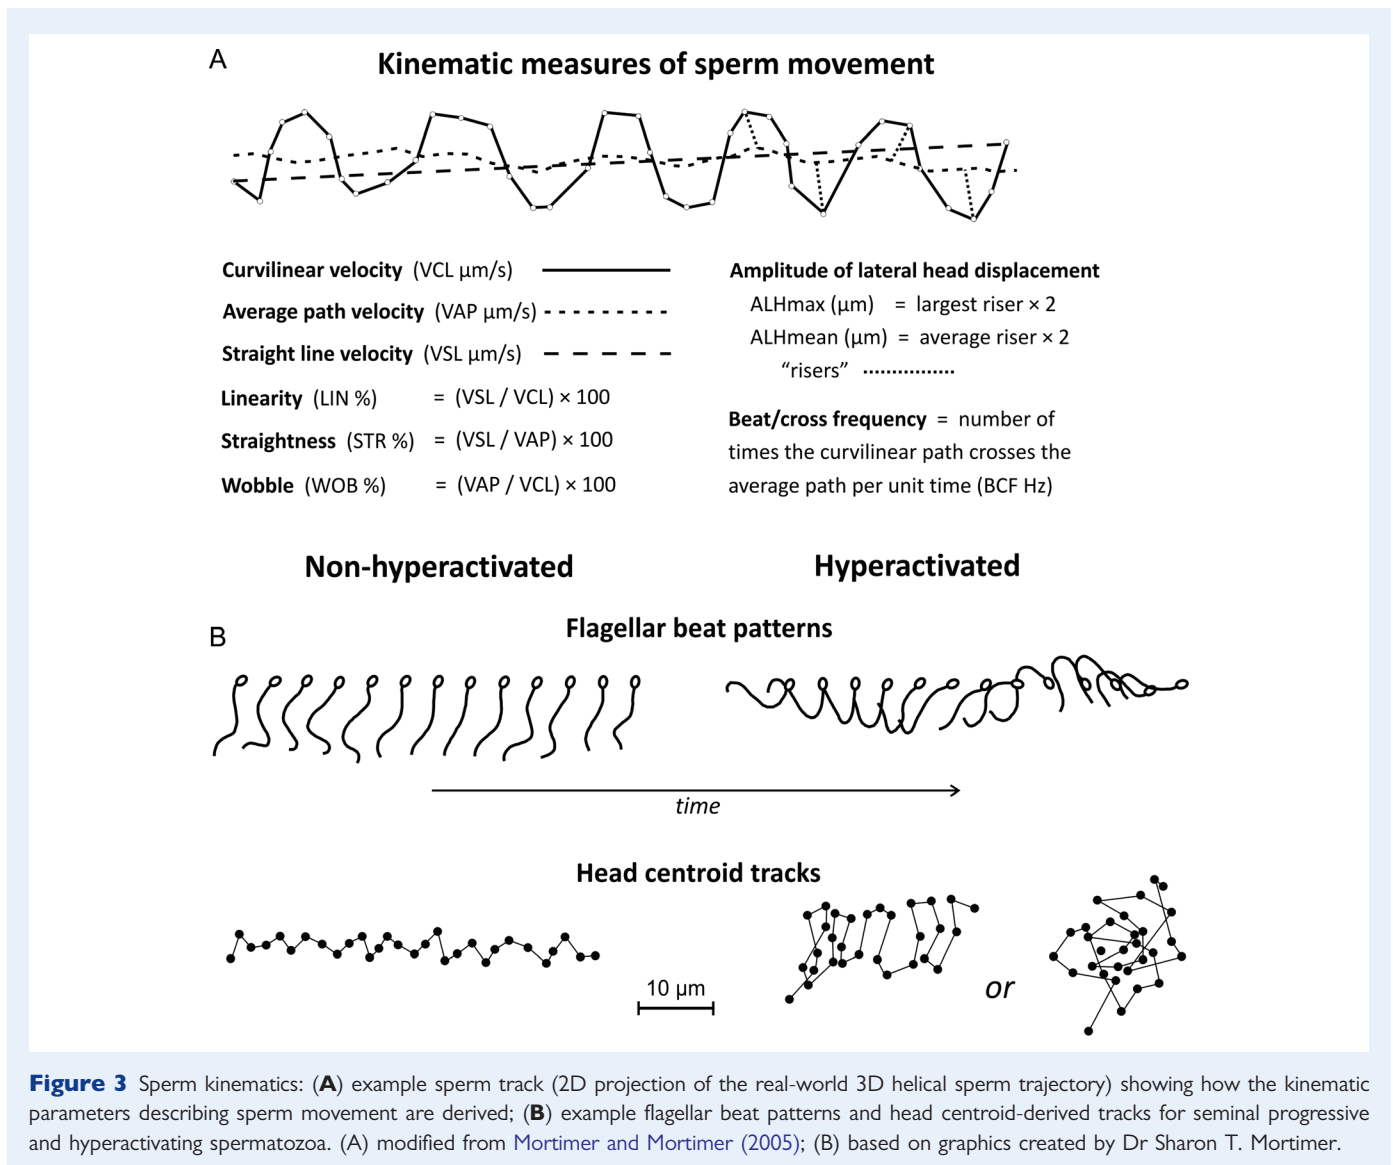 A
Kinematic measures of sperm movement
Curvilinear velocity (VCL µm/s)
Average path velocity (VAP µm/s)
Straight line velocity (VSL µm/s)
Linearity (LIN %) = (VSL / VCL) × 100
Straightness (STR %) = (VSL / VAP) × 100
Wobble (WOB %) = (VAP / VCL) × 100
Amplitude of lateral head displacement
ALHmax (µm) = largest riser × 2
ALHmean (µm) = average riser × 2
“risers”
Beat/cross frequency = number of
times the curvilinear path crosses the
average path per unit time (BCF Hz)
Non-hyperactivated
Hyperactivated
B
Flagellar beat patterns
time
Head centroid tracks
10 µm
or
Figure 3 Sperm kinematics: (A) example sperm track (2D projection of the real-world 3D helical sperm trajectory) showing how the kinematic
parameters describing sperm movement are derived; (B) example flagellar beat patterns and head centroid-derived tracks for seminal progressive
and hyperactivating spermatozoa. (A) modified from Mortimer and Mortimer (2005); (B) based on graphics created by Dr Sharon T. Mortimer.